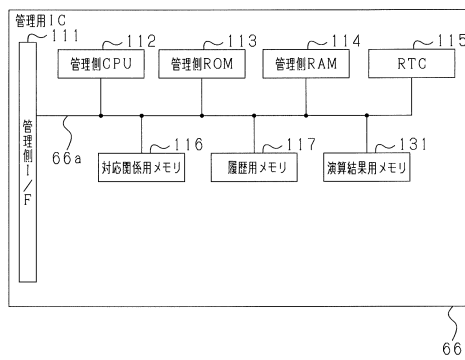 管理用IC
111
112
113
114
115
管理側CPU
管理側ROM
管理側RAM
RTC
管理側I/F
66a
116
117
131
対応関係用メモリ
履歴用メモリ
演算結果用メモリ
66